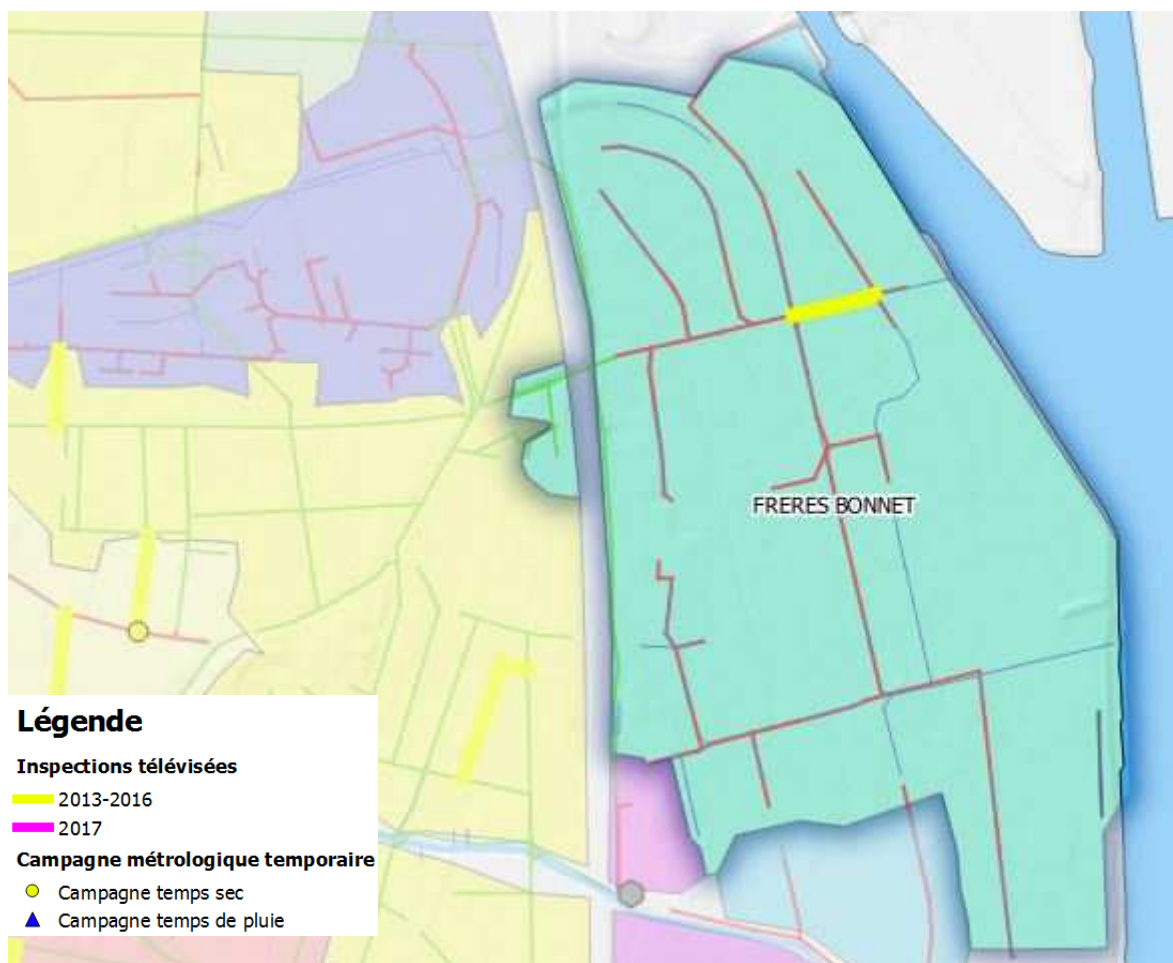 FRERES BONNET
Légende
Inspections télévisées
2013-2016
2017
Campagne métrologique temporaire
Campagne temps sec
Campagne temps de pluie